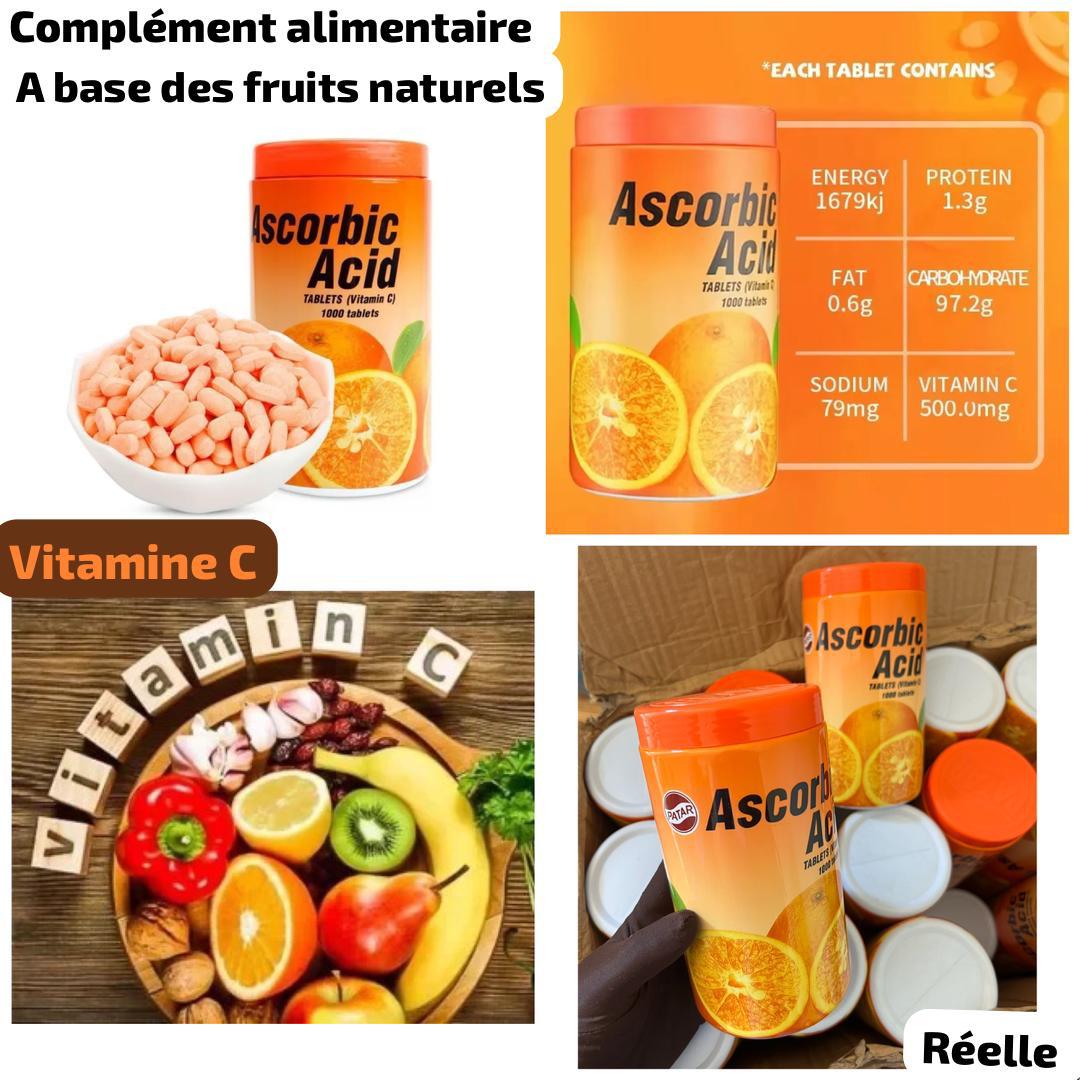 Complément alimentaire
A base des fruits naturels
Ascorbic
Acid
TABLETS (Vitamin C)
1000 tablets
*EACH TABLET CONTAINS
Ascorbic
Acid
TABLETS (Vitamin C)
1000 tablets
ENERGY
1679kj
PROTEIN
1.3g
FAT
0.6g
CARBOHYDRATE
97.2g
SODIUM
79mg
VITAMIN C
500.0mg
Vitamine C
vitamin C
Ascorbic
Acid
TABLETS (Vitamin C)
1000 tablets
PATAR
Ascorb
Ac
TABLETS
1000
Réelle